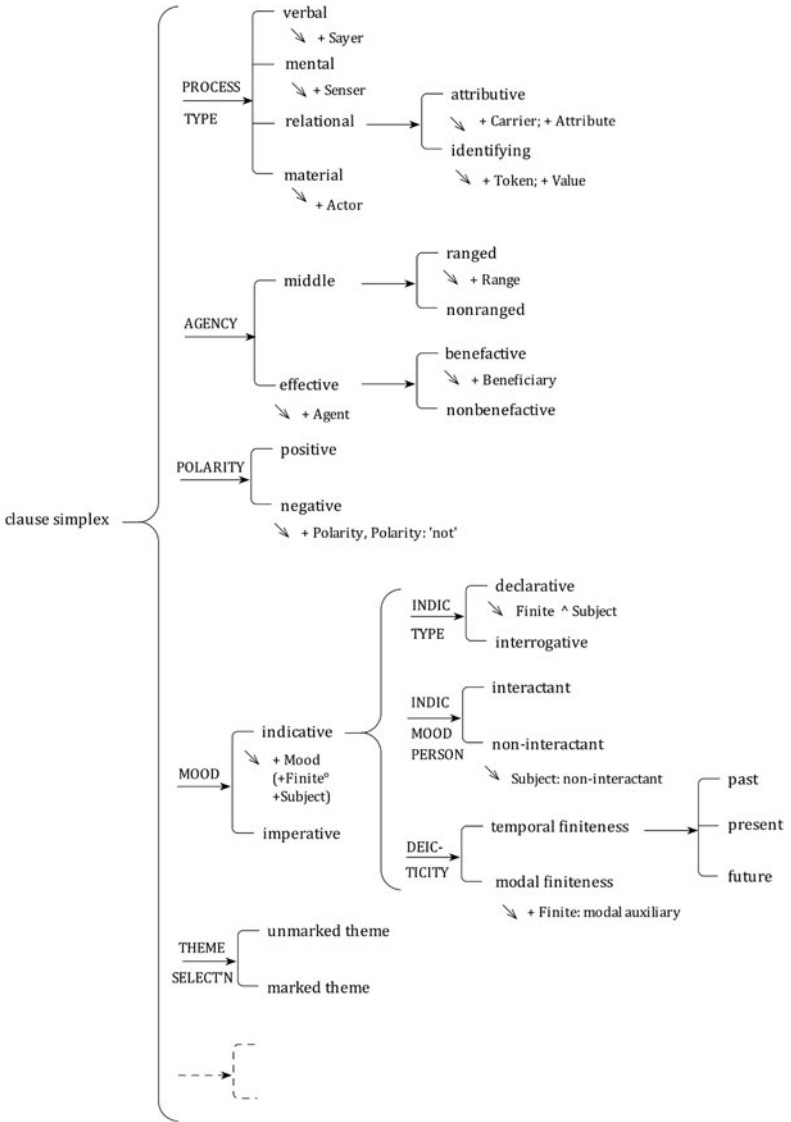 verbal
+ Sayer
mental
+ Senser
PROCESS
TYPE
relational
attributive
+ Carrier; + Attribute
identifying
+ Token; + Value
material
+ Actor
ranged
+ Range
middle
nonranged
AGENCY
benefactive
+ Beneficiary
effective
nonbenefactive
+ Agent
positive
POLARITY
negative
+ Polarity, Polarity: 'not'
clause simplex
declarative
INDIC
TYPE
Finite ^ Subject
interrogative
interactant
INDIC
MOOD
PERSON
non-interactant
Subject: non-interactant
indicative
+ Mood
(+Finite°
+Subject)
MOOD
imperative
past
temporal finiteness
present
DEIC-
TICITY
future
modal finiteness
+ Finite: modal auxiliary
unmarked theme
THEME
SELECT'N
marked theme